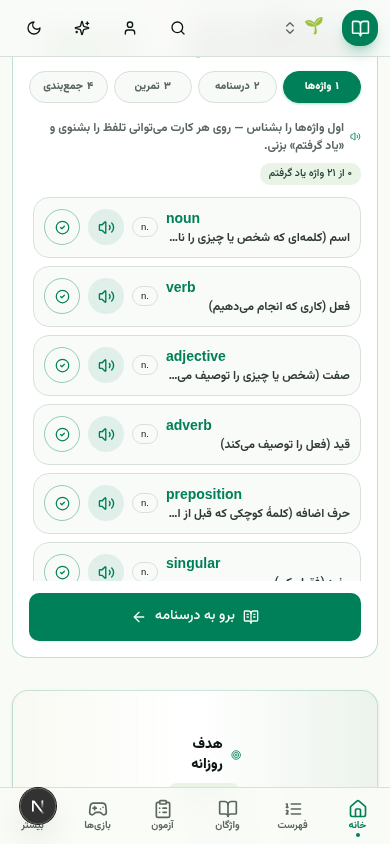 ۱ واژه‌ها
۲ درسنامه
۳ تمرین
۴ جمع‌بندی
اول واژه‌ها را بشناس — روی هر کارت می‌توانی تلفظ را بشنوی و
«یاد گرفتم» بزنی.
۰ از ۲۱ واژه یاد گرفتم
noun
n.
اسم (کلمه‌ای که شخص یا چیزی را نا...
verb
n.
فعل (کاری که انجام می‌دهیم)
adjective
n.
صفت (شخص یا چیزی را توصیف می...
adverb
n.
قید (فعل را توصیف می‌کند)
preposition
n.
حرف اضافه (کلمهٔ کوچکی که قبل از ا...
singular
n.
برو به درسنامه
هدف
روزانه
خانه
فهرست
واژگان
آزمون
بازی‌ها
بیشتر
N